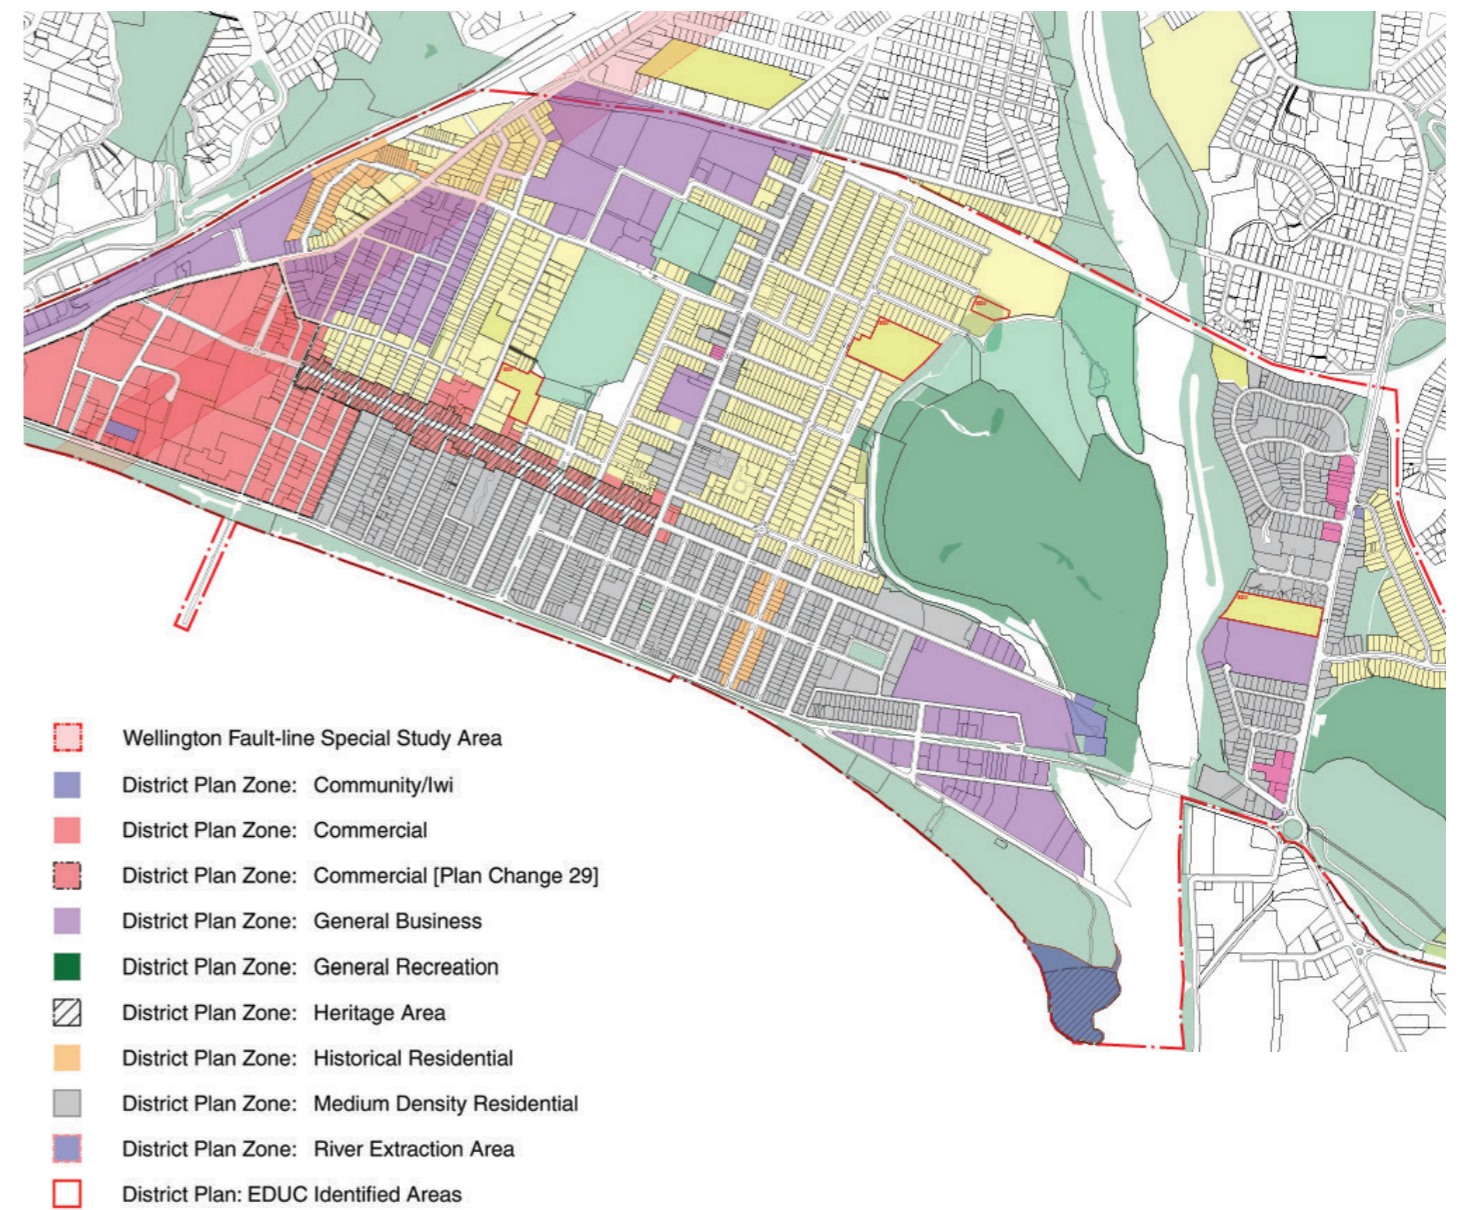 Wellington Fault-line Special Study Area
District Plan Zone: Community/Iwi
District Plan Zone: Commercial
District Plan Zone: Commercial [Plan Change 29]
District Plan Zone: General Business
District Plan Zone: General Recreation
District Plan Zone: Heritage Area
District Plan Zone: Historical Residential
District Plan Zone: Medium Density Residential
District Plan Zone: River Extraction Area
District Plan: EDUC Identified Areas